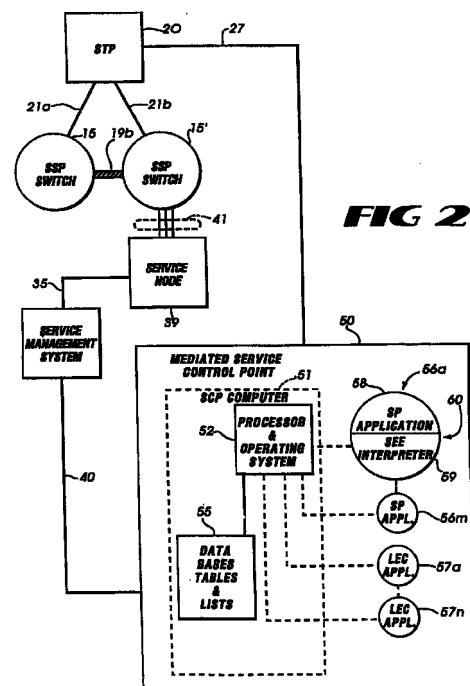 20
27
STP
21a
21b
15
19b
15'
SSP
SWITCH
SSP
SWITCH
FIG 2
41
SERVICE
NODE
39
35
SERVICE
MANAGEMENT
SYSTEM
50
MEDIATED SERVICE
CONTROL POINT
51
58
56a
SCP COMPUTER
52
PROCESSOR
&
OPERATING
SYSTEM
SP
APPLICATION
60
SEE
INTERPRETER
59
40
SP
APPL.
56m
55
DATA
BASES
TABLES
&
LISTS
LEC
APPL.
57a
LEC
APPL.
57n